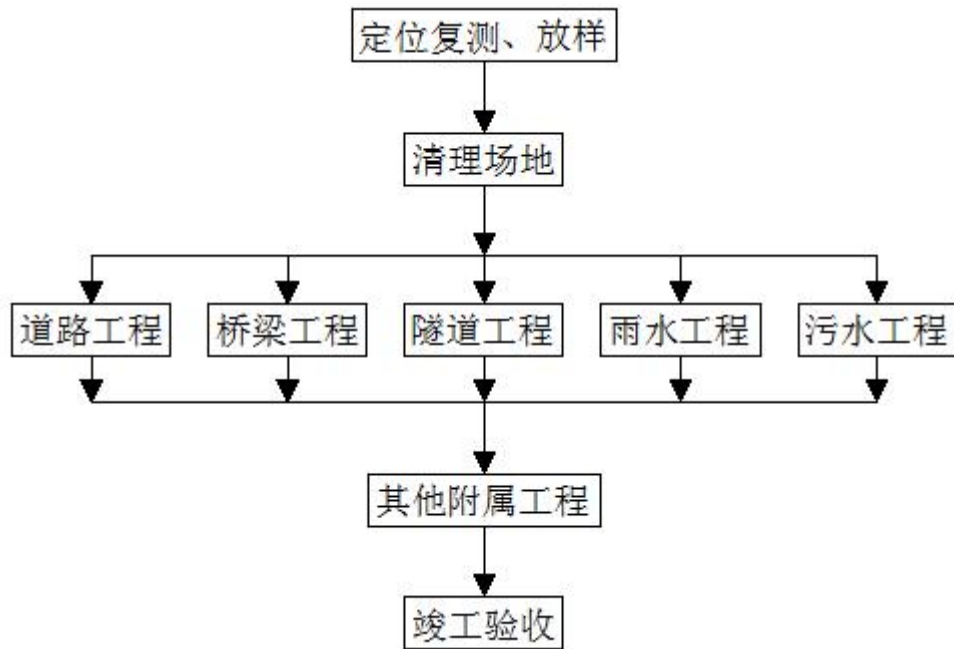 定位复测、放样
清理场地
道路工程
桥梁工程
隧道工程
雨水工程
污水工程
其他附属工程
竣工验收